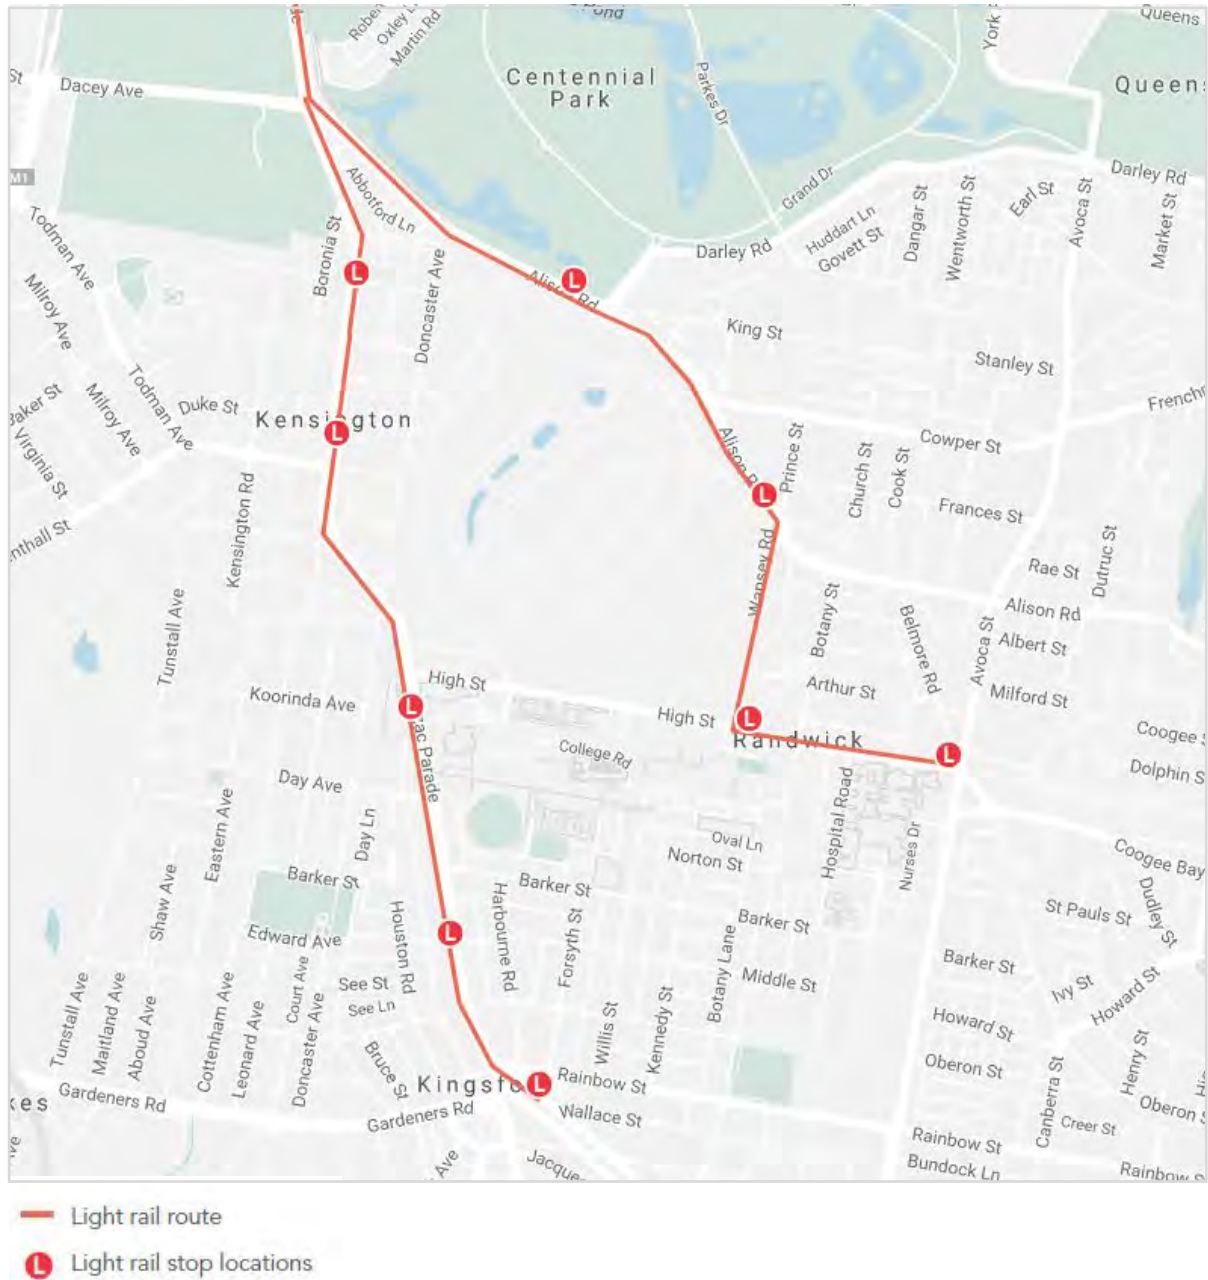 Oxley
Martin Rd
Pond
York
Queens
St
Dacey Ave
Centennial
Park
Parkes Dr
Queens
M1
Darley Rd
Grand Dr
Abbotford Ln
Todman Ave
Boronia St
Huddart Ln
Govett St
Dangar St
Wentworth St
Earl St
Avoca St
Market St
Darley Rd
Milroy Ave
Doncaster Ave
Alison Rd
King St
Stanley St
Baker St
Milroy Ave
Todman Ave
Duke St
Kensington
Frenchm
Virginia St
Alison R
Prince St
Church St
Cook St
Cowper St
Kensington Rd
Frances St
nthall St
Wansey Rd
Rae St
Dutruc St
Tunstall Ave
Botany St
Belmore Rd
Avoca St
Alison Rd
Albert St
High St
Koorinda Ave
Arthur St
Milford St
High St
zac Parade
Randwick
Coogee
College Rd
Dolphin S
Day Ave
Hospital Road
Eastern Ave
Day Ln
Oval Ln
Norton St
Nurses Dr
Coogee Bay
Shaw Ave
Barker St
Barker St
Dudley St
St Pauls St
Houston Rd
Harbourne Rd
Forsyth St
Barker St
Edward Ave
Botany Lane
Barker St
Court Ave
See St
See Ln
Middle St
Ivy St
Howard St
Tunstall Ave
Maitland Ave
Aboud Ave
Cottenham Ave
Leonard Ave
Doncaster Ave
Willis St
Kennedy St
Howard St
Bruce St
Kingsfo
Rainbow St
Oberon St
Henry St
Canberra St
kes
Gardeners Rd
Gardeners Rd
Wallace St
Oberon S
Creer St
Rainbow St
Ave
Jacque
Bundock Ln
Rainbow S
Light rail route
L Light rail stop locations